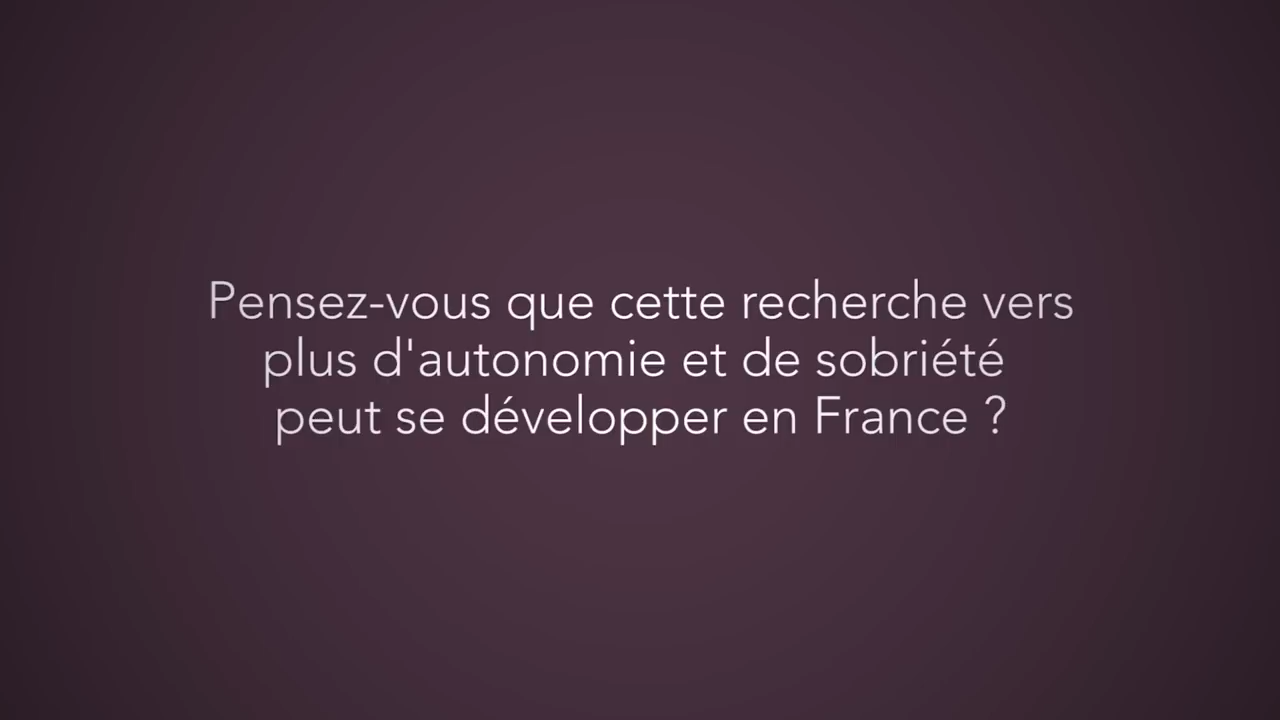 Pensez-vous que cette recherche vers
plus d'autonomie et de sobriété
peut se développer en France ?